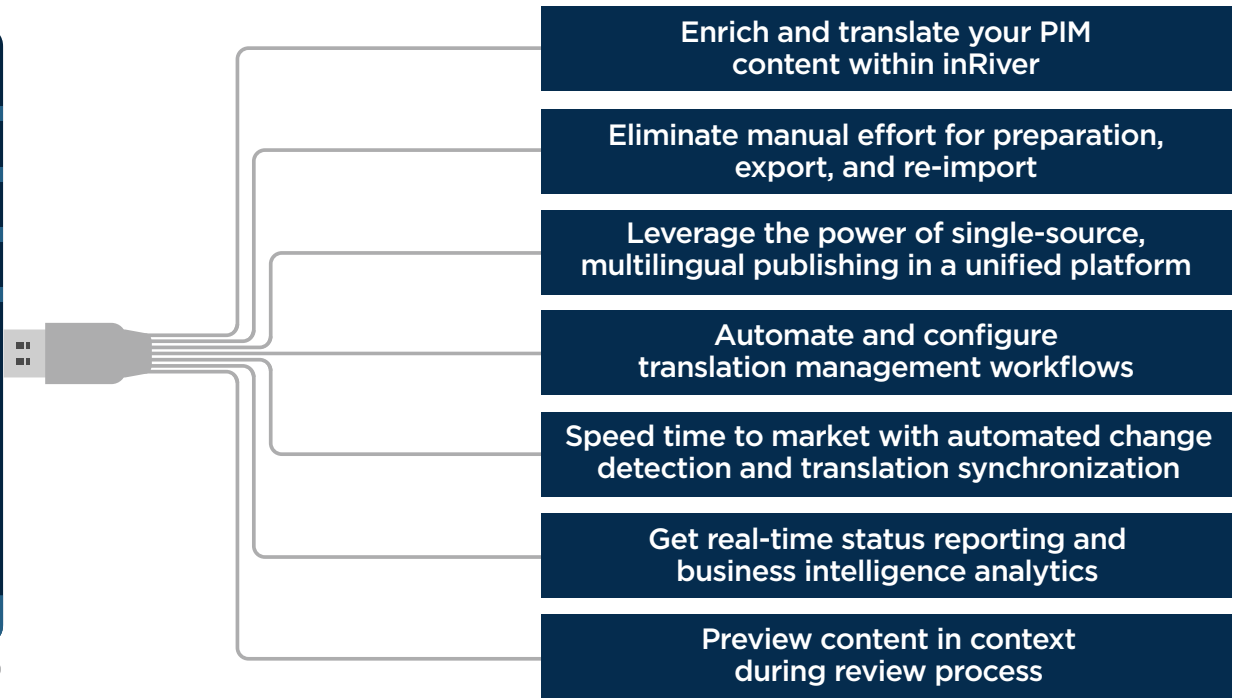 Enrich and translate your PIM
content within inRiver
Eliminate manual effort for preparation,
export, and re-import
Leverage the power of single-source,
multilingual publishing in a unified platform
Automate and configure
translation management workflows
Speed time to market with automated change
detection and translation synchronization
Get real-time status reporting and
business intelligence analytics
Preview content in context
during review process